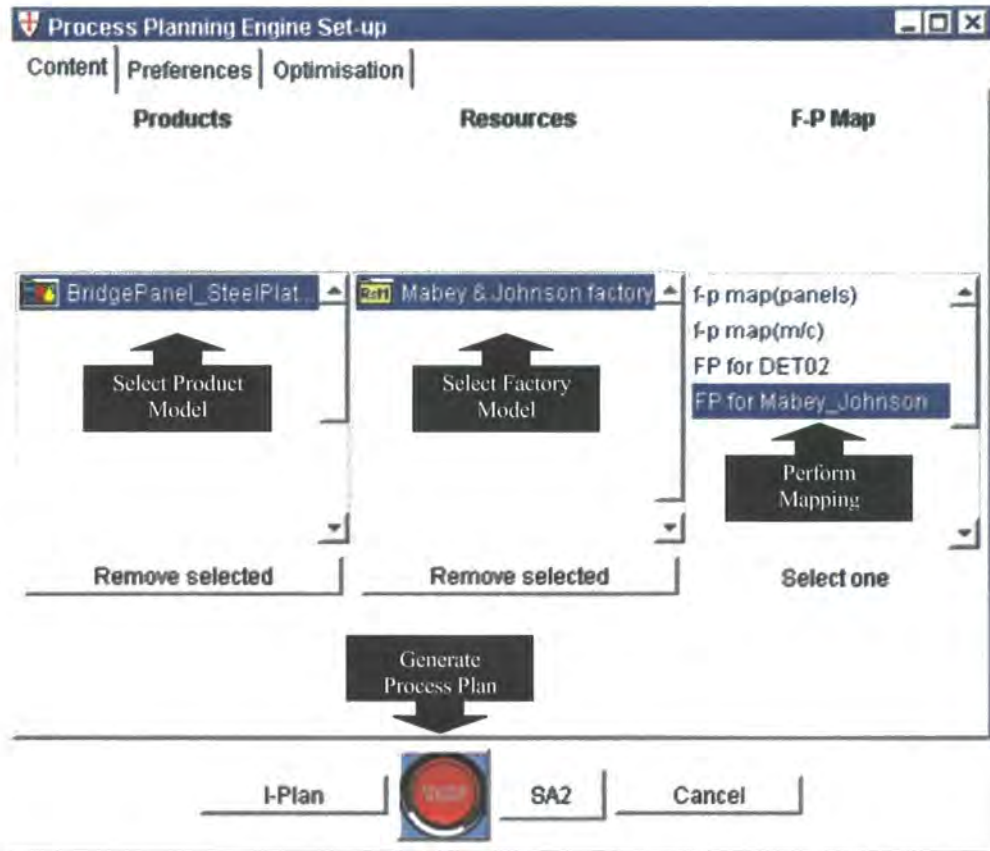 Process Planning Engine Set-up
Content Preferences Optimisation
Products Resources F-P Map
BridgePanel_SteelPlat...
Mabey & Johnson factory
f-p map(panels)
f-p map(m/c)
FP for DET02
FP for Mabey_Johnson
Select Product
Model
Select Factory
Model
Perform
Mapping
Remove selected
Remove selected
Select one
Generate
Process Plan
I-Plan SA2 Cancel